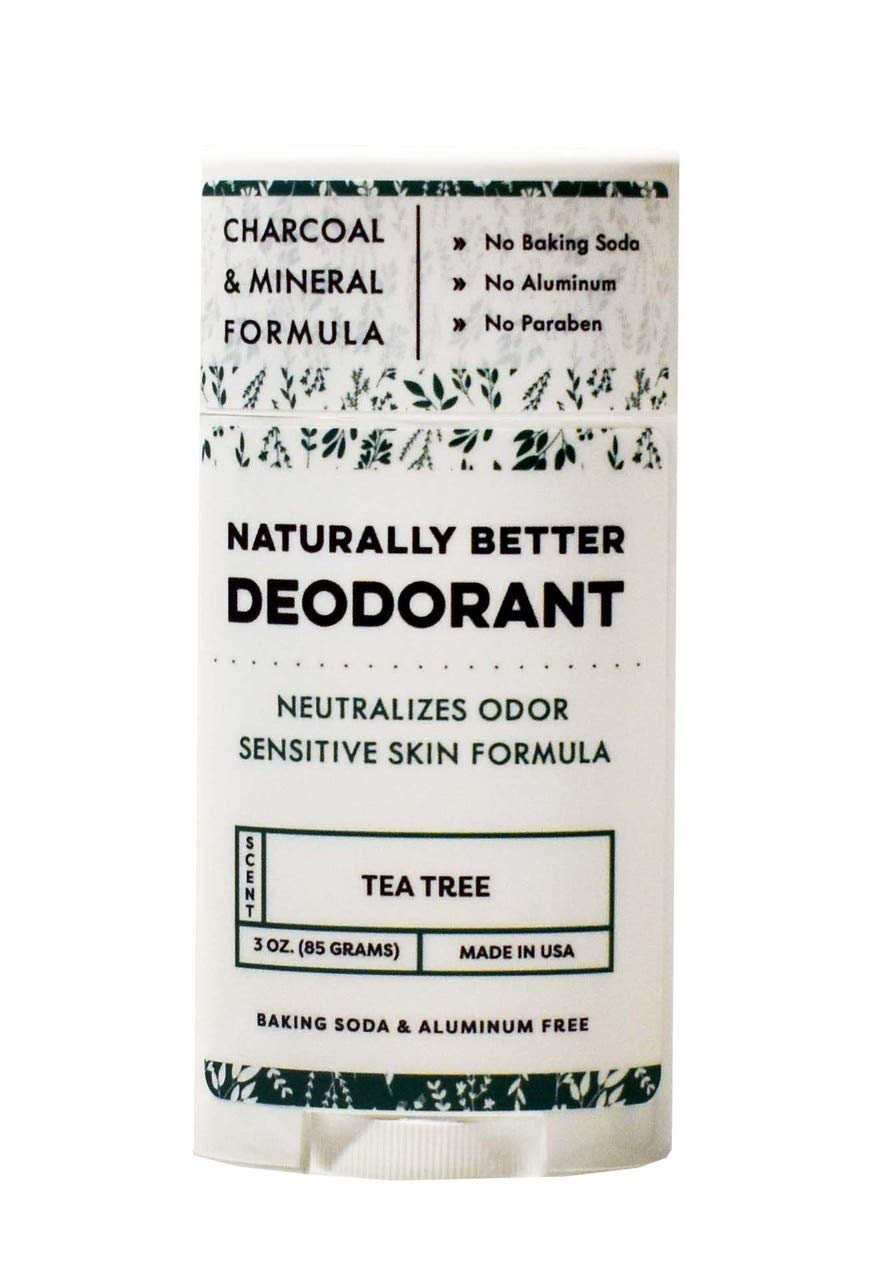 CHARCOAL
& MINERAL
FORMULA
» No Baking Soda
» No Aluminum
» No Paraben
NATURALLY BETTER
DEODORANT
NEUTRALIZES ODOR
SENSITIVE SKIN FORMULA
SCENT
TEA TREE
3 OZ. (85 GRAMS)
MADE IN USA
BAKING SODA & ALUMINUM FREE